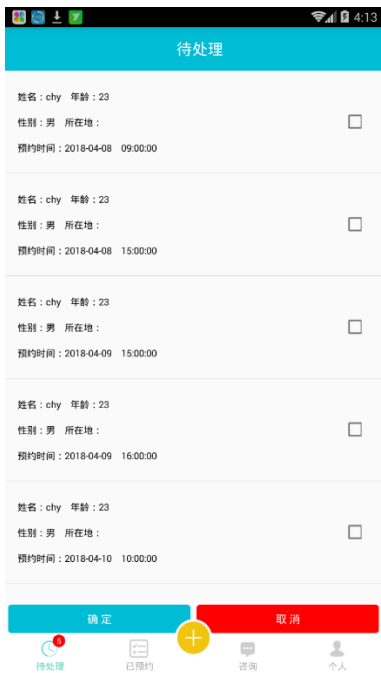 4:13
待处理
姓名：chy 年龄：23
性别：男 所在地：
预约时间：2018-04-08 09:00:00
姓名：chy 年龄：23
性别：男 所在地：
预约时间：2018-04-08 15:00:00
姓名：chy 年龄：23
性别：男 所在地：
预约时间：2018-04-09 15:00:00
姓名：chy 年龄：23
性别：男 所在地：
预约时间：2018-04-09 16:00:00
姓名：chy 年龄：23
性别：男 所在地：
预约时间：2018-04-10 10:00:00
确定 取消
5
待处理 已预约 咨询 个人